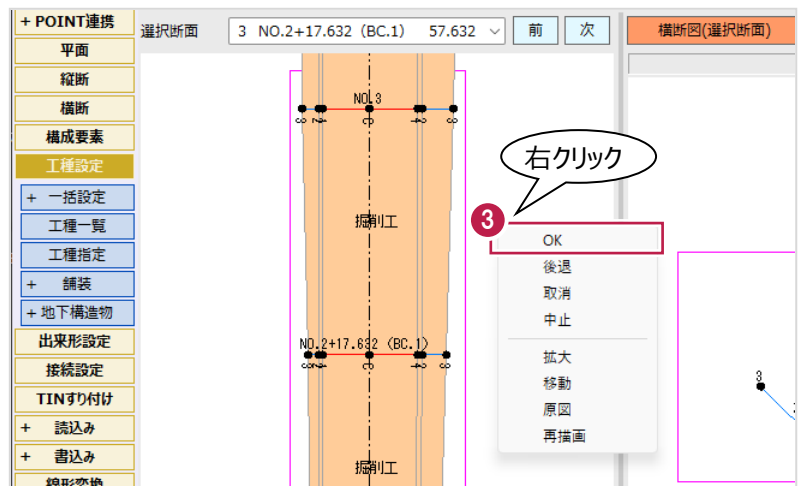 + POINT連携
平面
縦断
横断
構成要素
工種設定
+ 一括設定
工種一覧
工種指定
+ 舗装
+ 地下構造物
出来形設定
接続設定
TINすり付け
+ 読込み
+ 書込み
線形変換
選択断面
3 NO.2+17.632 (BC.1) 57.632
前
次
横断図(選択断面)
NO.3
掘削工
NO.2+17.632 (BC.1)
掘削工
右クリック
3
OK
後退
取消
中止
拡大
移動
原図
再描画
3